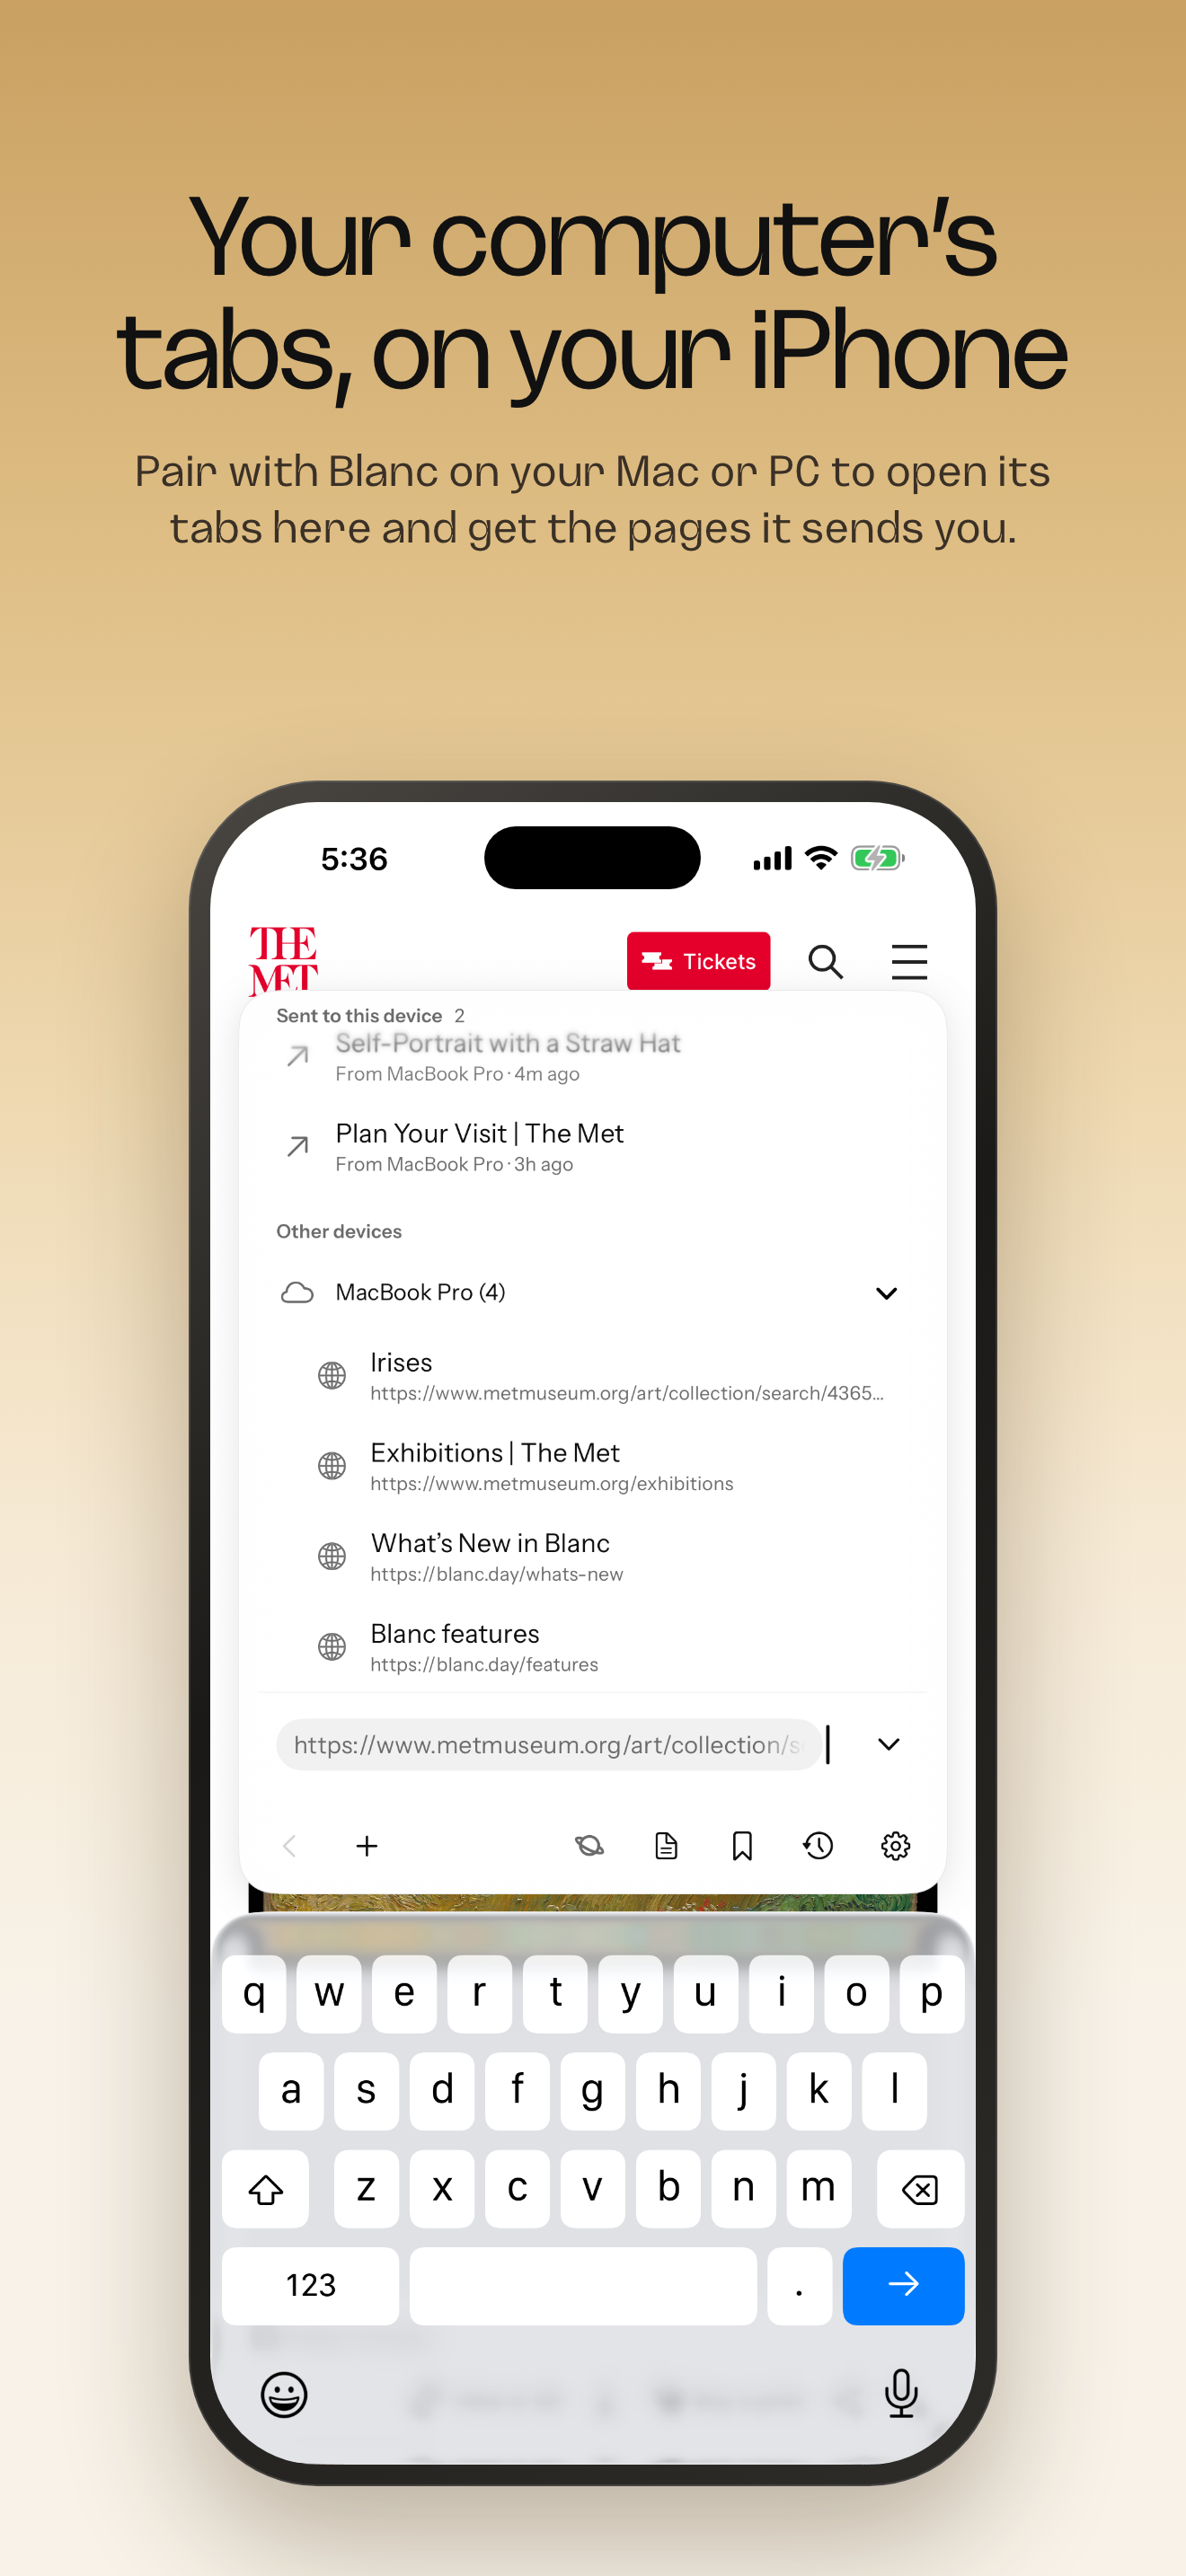 Your computer’s
tabs, on your iPhone
Pair with Blanc on your Mac or PC to open its
tabs here and get the pages it sends you.
5:36
THE
MET
Tickets
Sent to this device 2
Self-Portrait with a Straw Hat
From MacBook Pro · 4m ago
Plan Your Visit | The Met
From MacBook Pro · 3h ago
Other devices
MacBook Pro (4)
Irises
https://www.metmuseum.org/art/collection/search/4365...
Exhibitions | The Met
https://www.metmuseum.org/exhibitions
What’s New in Blanc
https://blanc.day/whats-new
Blanc features
https://blanc.day/features
https://www.metmuseum.org/art/collection/s
q w e r t y u i o p
a s d f g h j k l
z x c v b n m
123 .